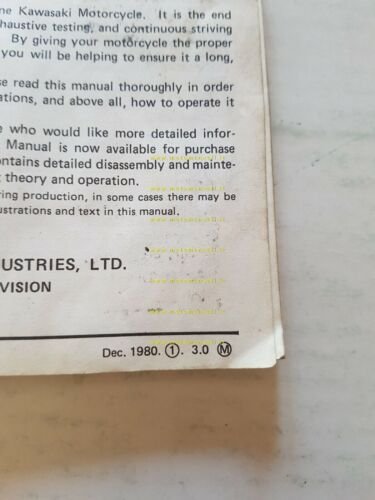 ne Kawasaki Motorcycle. It is the end
haustive testing, and continuous striving
By giving your motorcycle the proper
you will be helping to ensure it a long,
se read this manual thoroughly in order
ations, and above all, how to operate it
e who would like more detailed infor-
Manual is now available for purchase
ontains detailed disassembly and mainte-
t theory and operation.
ring production, in some cases there may be
ustrations and text in this manual.
USTRIES, LTD.
VISION
Dec. 1980. ①. 3.0 Ⓜ